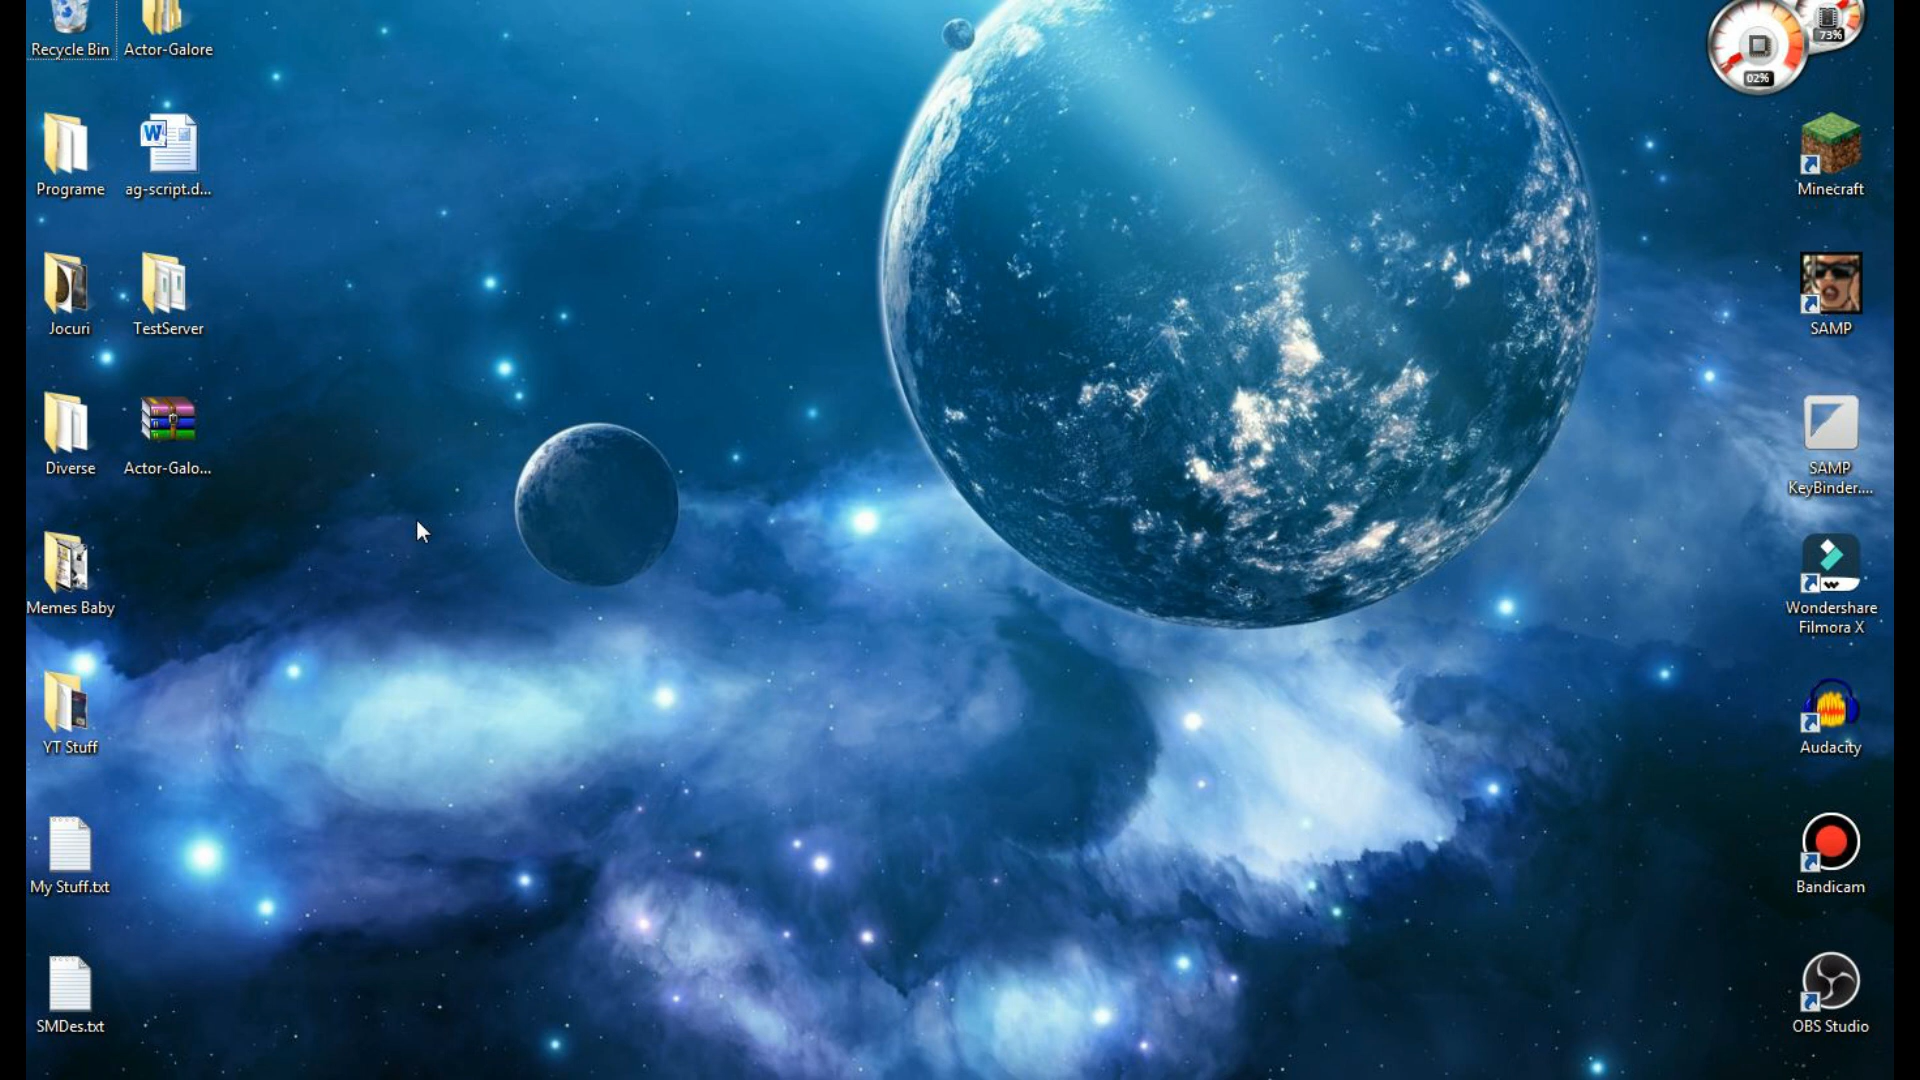 Recycle Bin
Actor-Galore
73%
02%
Programe
ag-script.d...
Minecraft
Jocuri
TestServer
SAMP
Diverse
Actor-Galo...
SAMP
KeyBinder....
Memes Baby
Wondershare
Filmora X
YT Stuff
Audacity
My Stuff.txt
Bandicam
SMDes.txt
OBS Studio